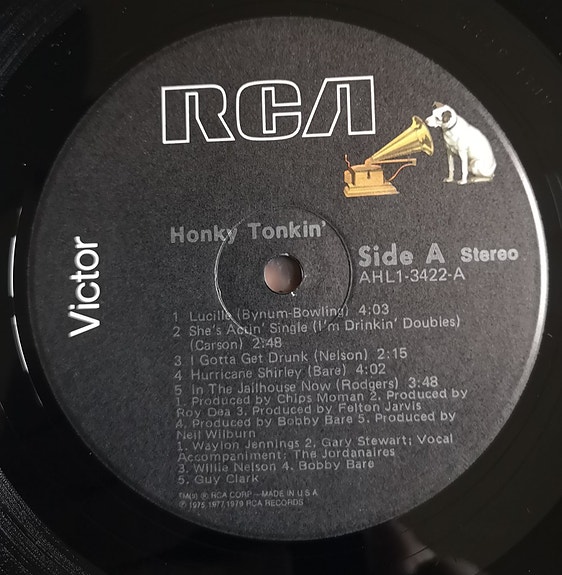 RCA
Victor
Honky Tonkin'
Side A Stereo
AHL1-3422-A
1 Lucille (Bynum-Bowling) 4:03
2 She's Actin' Single (I'm Drinkin' Doubles)
(Carson) 2:48
3 I Gotta Get Drunk (Nelson) 2:15
4 Hurricane Shirley (Bare) 4:02
5 In The Jailhouse Now (Rodgers) 3:48
1. Produced by Chips Moman 2. Produced by
Roy Dea 3. Produced by Felton Jarvis
4. Produced by Bobby Bare 5. Produced by
Neil Wilburn
1. Waylon Jennings 2. Gary Stewart; Vocal
Accompaniment: The Jordanaires
3. Willie Nelson 4. Bobby Bare
5. Guy Clark
TM(s) ® RCA CORP.—MADE IN U.S.A.
℗ 1975, 1977, 1979 RCA RECORDS